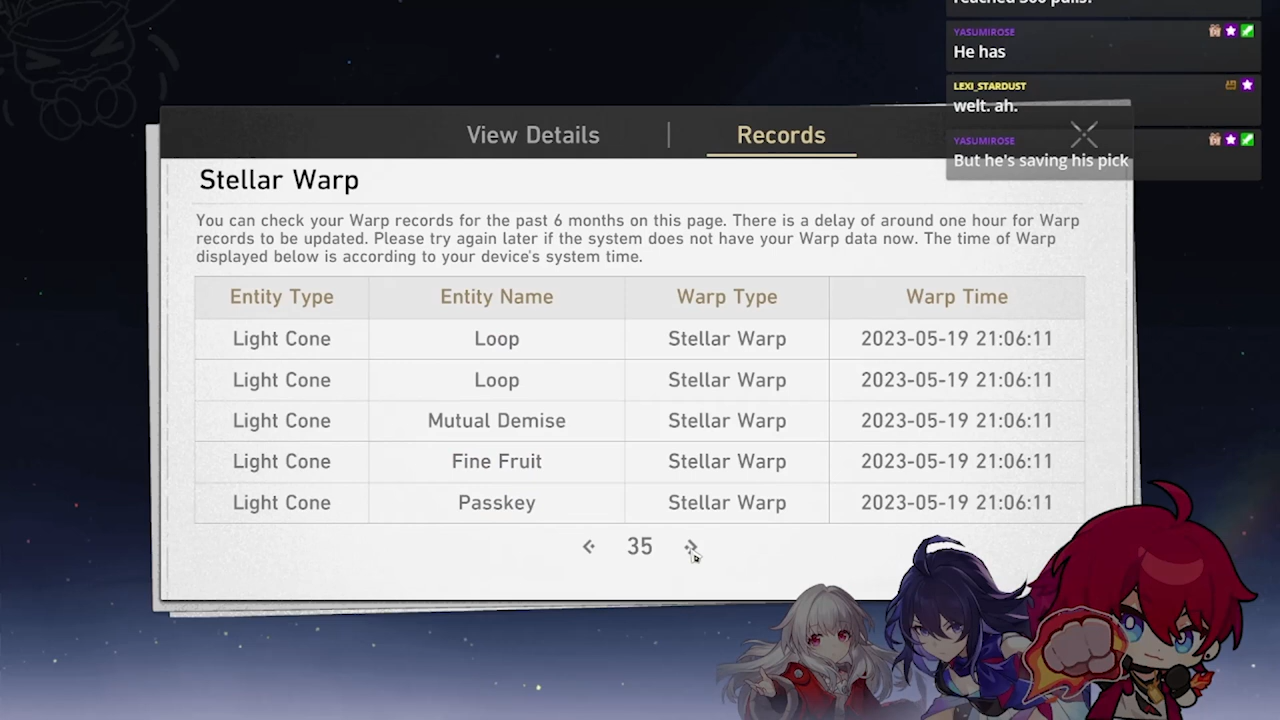 reached 300 pulls!
YASUMIROSE
He has
LEXI_STARDUST
welt. ah.
YASUMIROSE
But he's saving his pick
View Details | Records
Stellar Warp
You can check your Warp records for the past 6 months on this page. There is a delay of around one hour for Warp
records to be updated. Please try again later if the system does not have your Warp data now. The time of Warp
displayed below is according to your device's system time.
Entity Type Entity Name Warp Type Warp Time
Light Cone Loop Stellar Warp 2023-05-19 21:06:11
Light Cone Loop Stellar Warp 2023-05-19 21:06:11
Light Cone Mutual Demise Stellar Warp 2023-05-19 21:06:11
Light Cone Fine Fruit Stellar Warp 2023-05-19 21:06:11
Light Cone Passkey Stellar Warp 2023-05-19 21:06:11
35